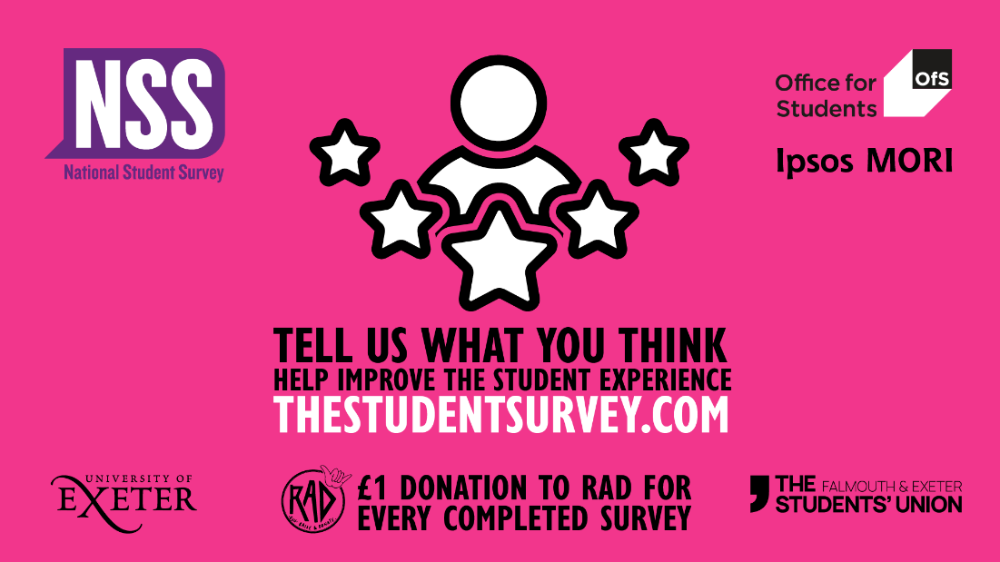 NSS
National Student Survey
Office for
Students
OfS
Ipsos MORI
TELL US WHAT YOU THINK
HELP IMPROVE THE STUDENT EXPERIENCE
THESTUDENTSURVEY.COM
UNIVERSITY OF
EXETER
RAD
£1 DONATION TO RAD FOR
EVERY COMPLETED SURVEY
THE FALMOUTH & EXETER
STUDENTS' UNION